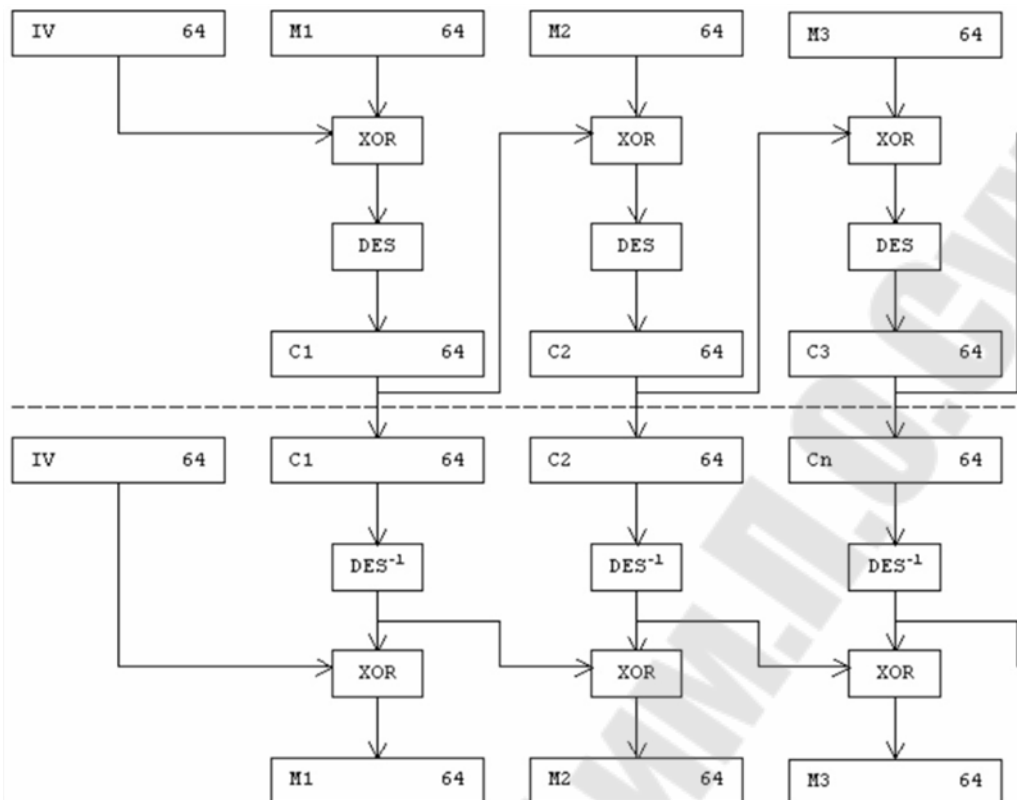 IV 64 M1 64 M2 64 M3 64
XOR XOR XOR
DES DES DES
C1 64 C2 64 C3 64
IV 64 C1 64 C2 64 Cn 64
DES⁻¹ DES⁻¹ DES⁻¹
XOR XOR XOR
M1 64 M2 64 M3 64